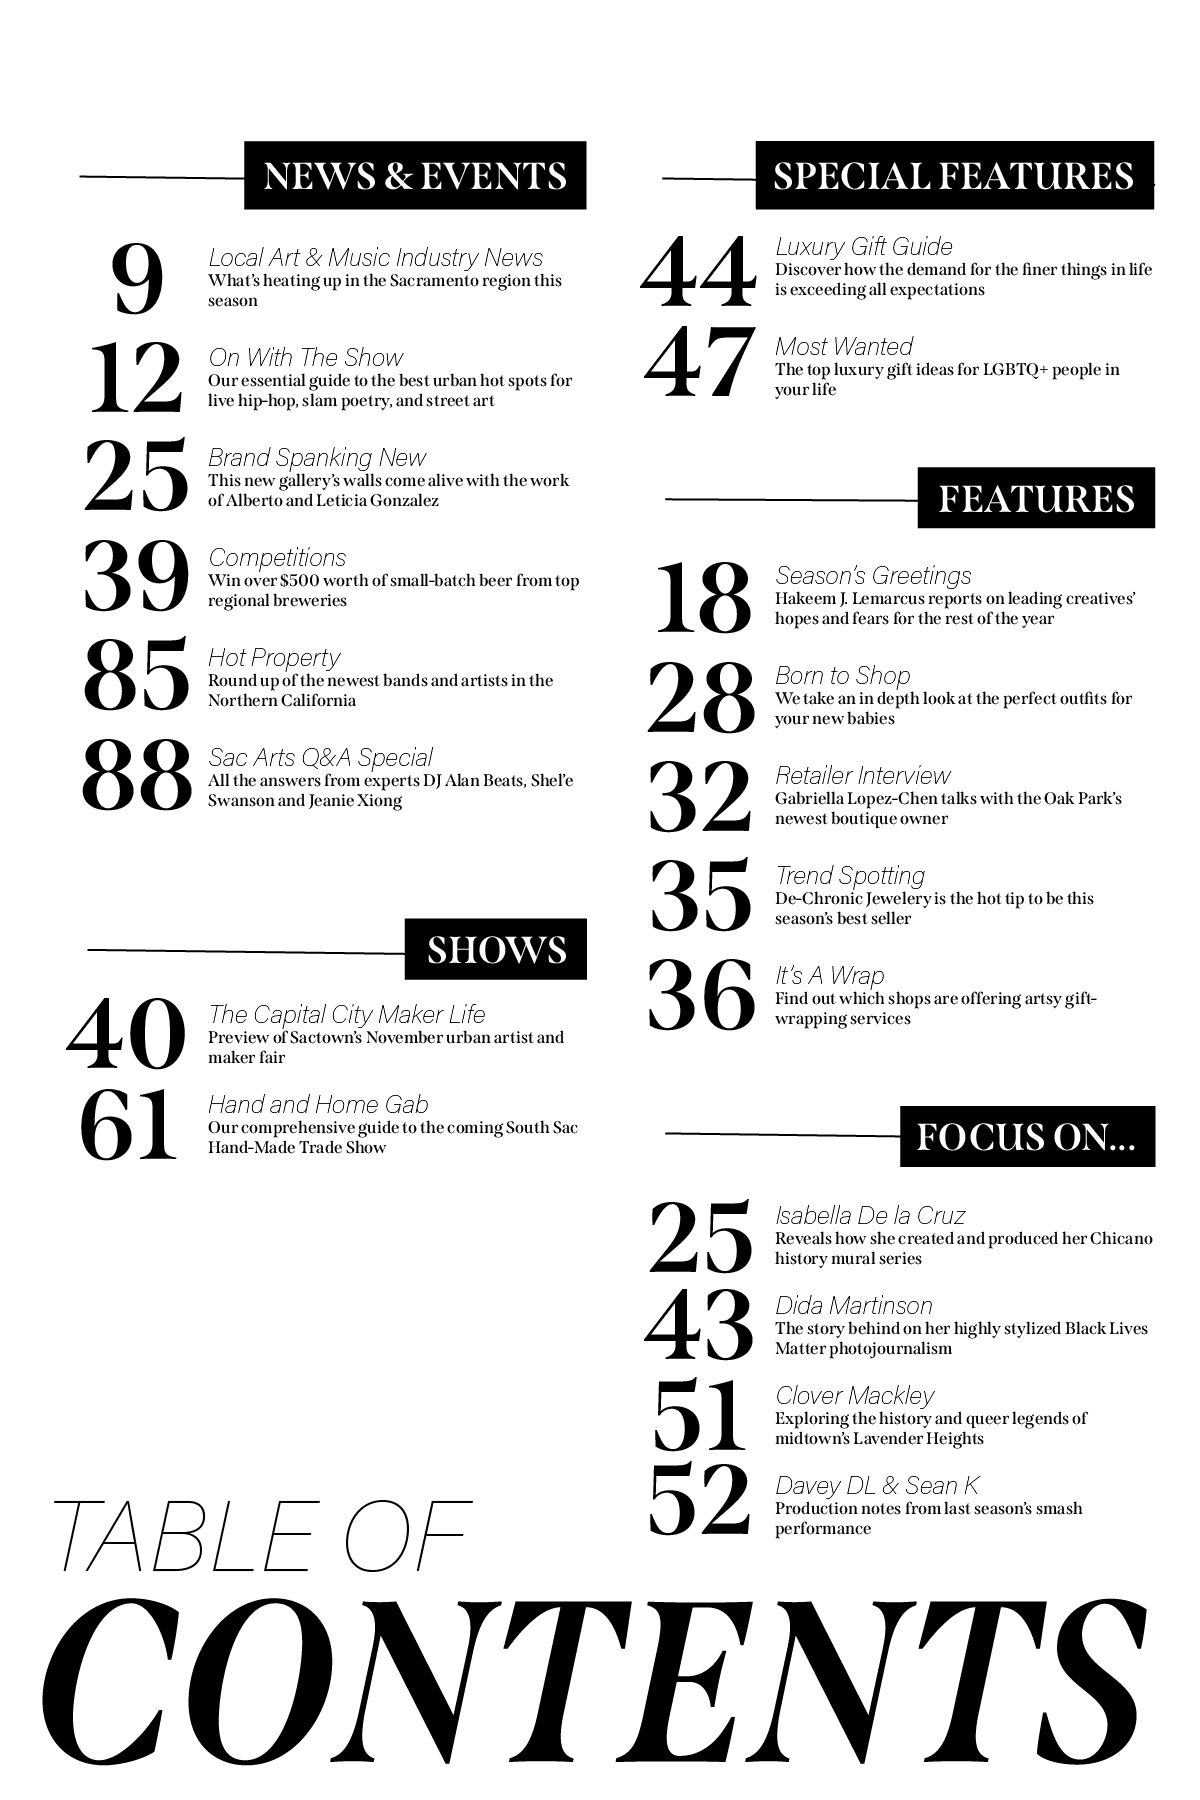 NEWS & EVENTS
9
Local Art & Music Industry News
What's heating up in the Sacramento region this
season
12
On With The Show
Our essential guide to the best urban hot spots for
live hip-hop, slam poetry, and street art
25
Brand Spanking New
This new gallery's walls come alive with the work
of Alberto and Leticia Gonzalez
39
Competitions
Win over $500 worth of small-batch beer from top
regional breweries
85
Hot Property
Round up of the newest bands and artists in the
Northern California
88
Sac Arts Q&A Special
All the answers from experts DJ Alan Beats, Shel'e
Swanson and Jeanie Xiong
SHOWS
40
The Capital City Maker Life
Preview of Sactown's November urban artist and
maker fair
61
Hand and Home Gab
Our comprehensive guide to the coming South Sac
Hand-Made Trade Show
SPECIAL FEATURES
44
Luxury Gift Guide
Discover how the demand for the finer things in life
is exceeding all expectations
47
Most Wanted
The top luxury gift ideas for LGBTQ+ people in
your life
FEATURES
18
Season's Greetings
Hakeem J. Lemarcus reports on leading creatives'
hopes and fears for the rest of the year
28
Born to Shop
We take an in depth look at the perfect outfits for
your new babies
32
Retailer Interview
Gabriella Lopez-Chen talks with the Oak Park's
newest boutique owner
35
Trend Spotting
De-Chronic Jewelery is the hot tip to be this
season's best seller
36
It's A Wrap
Find out which shops are offering artsy gift-
wrapping services
FOCUS ON...
25
Isabella De la Cruz
Reveals how she created and produced her Chicano
history mural series
43
Dida Martinson
The story behind on her highly stylized Black Lives
Matter photojournalism
51
Clover Mackley
Exploring the history and queer legends of
midtown's Lavender Heights
52
Davey DL & Sean K
Production notes from last season's smash
performance
TABLE OF
CONTENTS